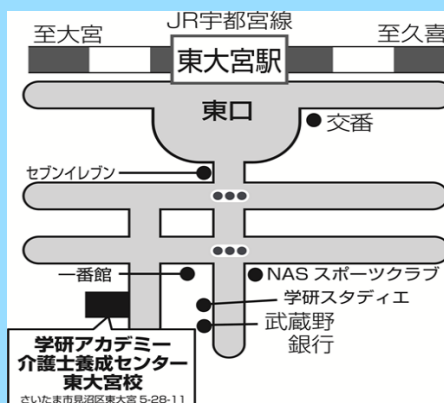 JR宇都宮線
至大宮
至久喜
東大宮駅
東口
交番
セブンイレブン
一番館
NAS スポーツクラブ
学研スタディエ
武蔵野
銀行
学研アカデミー
介護士養成センター
東大宮校
さいたま市見沼区東大宮 5-28-11